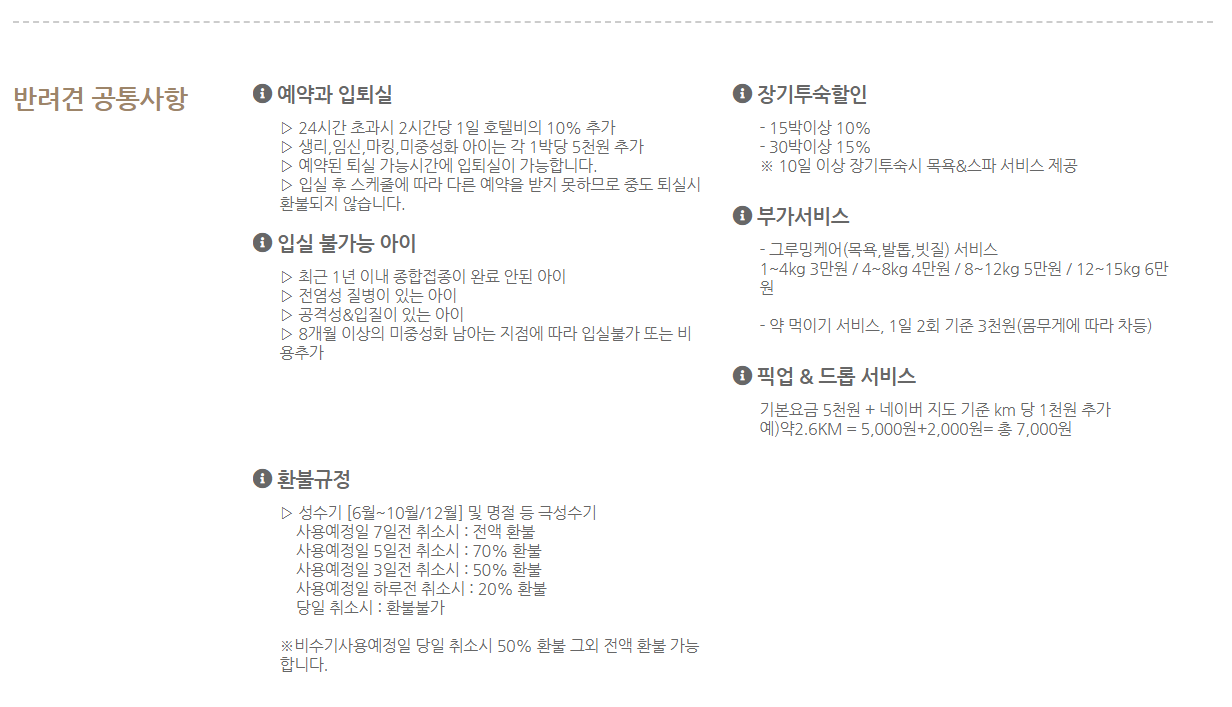 반려견 공통사항
예약과 입퇴실
▷ 24시간 초과시 2시간당 1일 호텔비의 10% 추가
▷ 생리,임신,마킹,미중성화 아이는 각 1박당 5천원 추가
▷ 예약된 퇴실 가능시간에 입퇴실이 가능합니다.
▷ 입실 후 스케줄에 따라 다른 예약을 받지 못하므로 중도 퇴실시
환불되지 않습니다.
입실 불가능 아이
▷ 최근 1년 이내 종합접종이 완료 안된 아이
▷ 전염성 질병이 있는 아이
▷ 공격성&입질이 있는 아이
▷ 8개월 이상의 미중성화 남아는 지점에 따라 입실불가 또는 비
용추가
환불규정
▷ 성수기 [6월~10월/12월] 및 명절 등 극성수기
사용예정일 7일전 취소시 : 전액 환불
사용예정일 5일전 취소시 : 70% 환불
사용예정일 3일전 취소시 : 50% 환불
사용예정일 하루전 취소시 : 20% 환불
당일 취소시 : 환불불가
※비수기사용예정일 당일 취소시 50% 환불 그외 전액 환불 가능
합니다.
장기투숙할인
- 15박이상 10%
- 30박이상 15%
※ 10일 이상 장기투숙시 목욕&스파 서비스 제공
부가서비스
- 그루밍케어(목욕,발톱,빗질) 서비스
1~4kg 3만원 / 4~8kg 4만원 / 8~12kg 5만원 / 12~15kg 6만
원
- 약 먹이기 서비스, 1일 2회 기준 3천원(몸무게에 따라 차등)
픽업 & 드롭 서비스
기본요금 5천원 + 네이버 지도 기준 km 당 1천원 추가
예)약2.6KM = 5,000원+2,000원= 총 7,000원